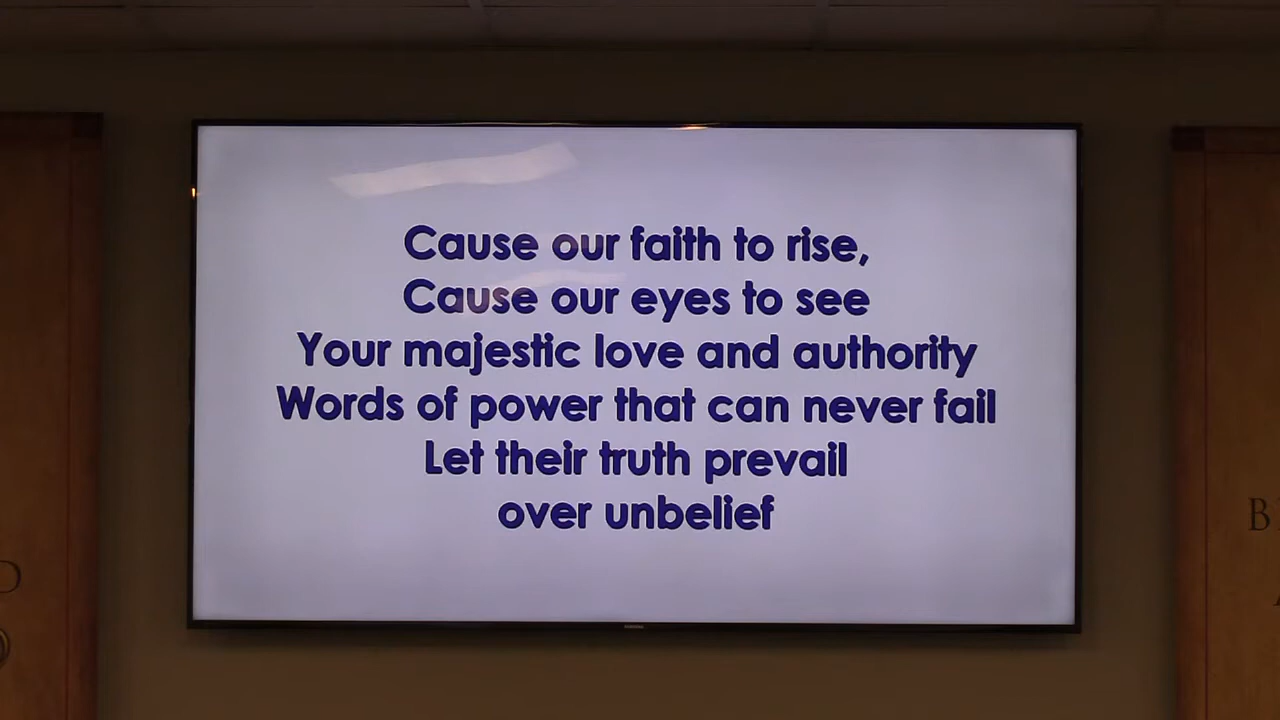 Cause our faith to rise,
Cause our eyes to see
Your majestic love and authority
Words of power that can never fail
Let their truth prevail
over unbelief
D
B